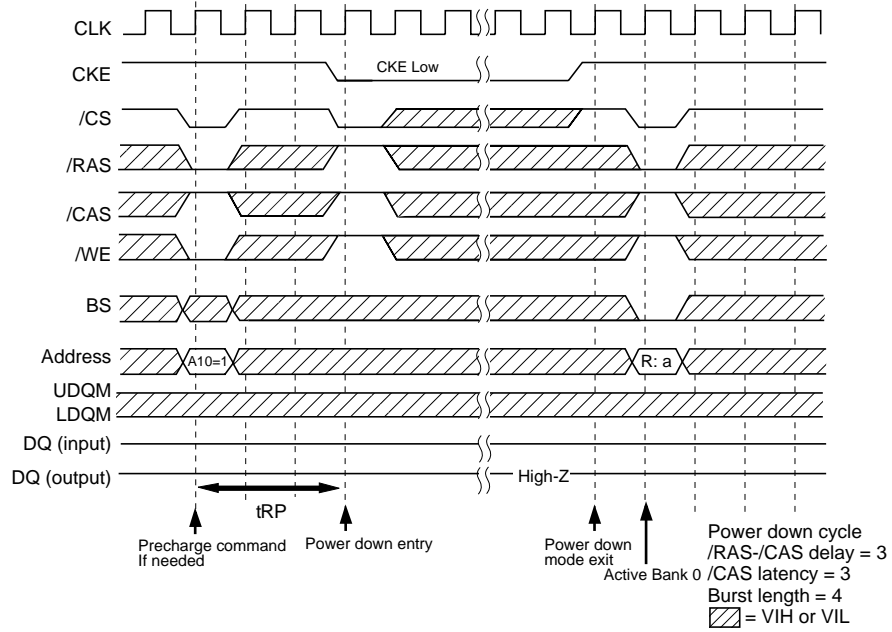 CLK
CKE
CKE Low
/CS
/RAS
/CAS
/WE
BS
Address
A10=1
R: a
UDQM
LDQM
DQ (input)
DQ (output)
High-Z
tRP
Precharge command
If needed
Power down entry
Power down
mode exit
Active Bank 0
Power down cycle
/RAS-/CAS delay = 3
/CAS latency = 3
Burst length = 4
= VIH or VIL